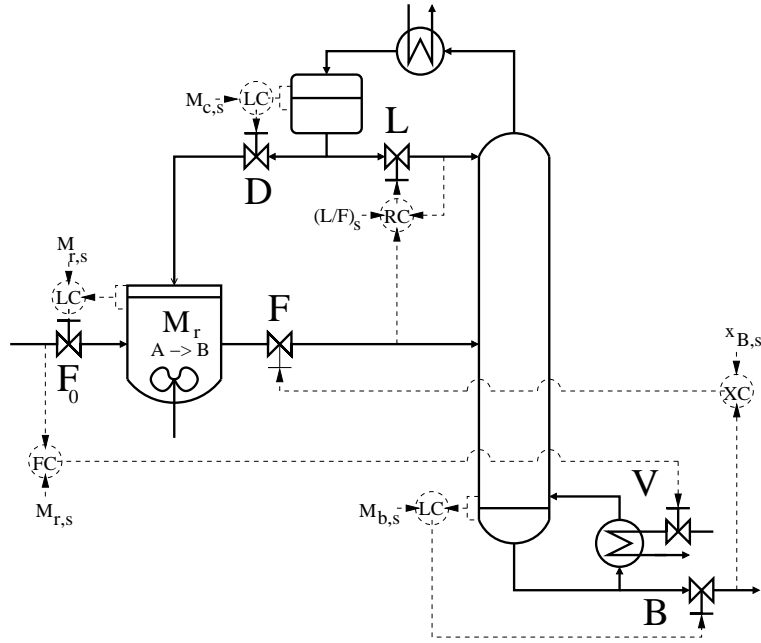 M_c,s
LC
L
D
(L/F)_s
RC
M_r,s
LC
F
M_r
A -> B
F_0
x_B,s
XC
FC
M_r,s
V
M_b,s
LC
B